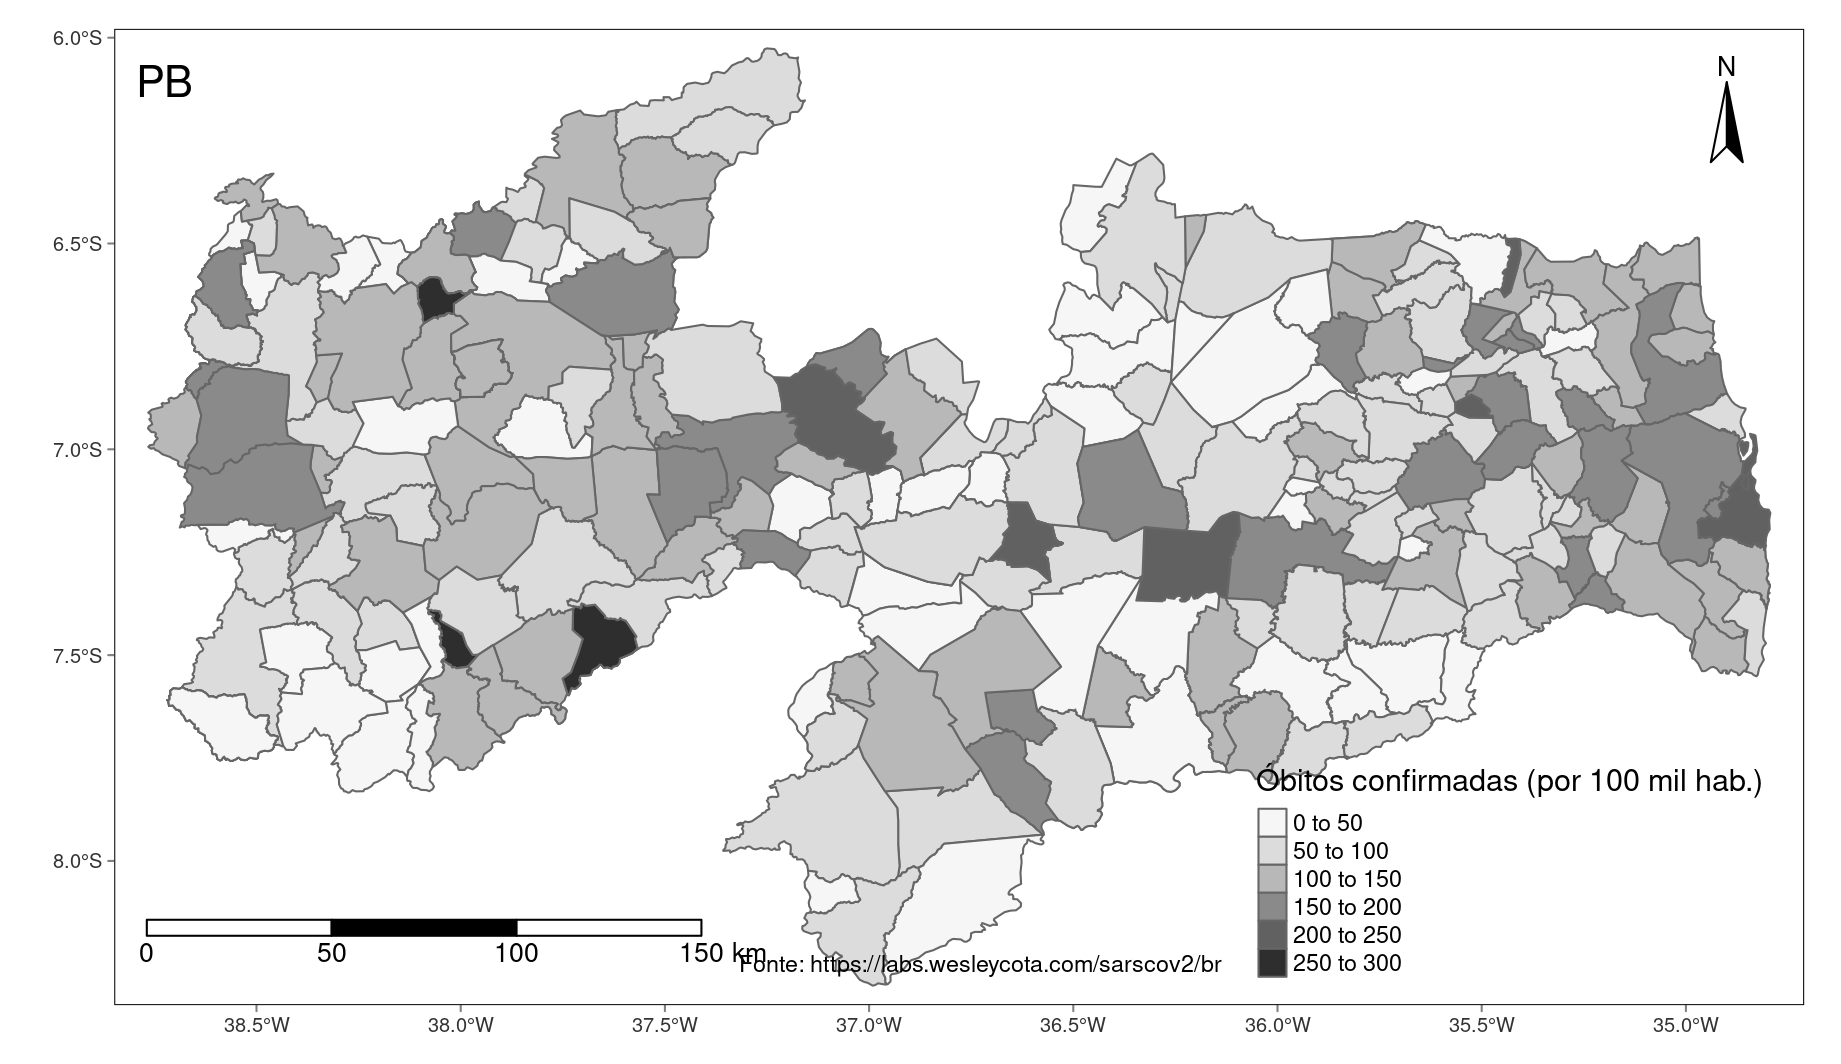 6.0°S
PB
N
6.5°S
7.0°S
7.5°S
8.0°S
Óbitos confirmadas (por 100 mil hab.)
0 to 50
50 to 100
100 to 150
150 to 200
200 to 250
250 to 300
0 50 100 150 km
Fonte: https://labs.wesleycota.com/sarscov2/br
38.5°W 38.0°W 37.5°W 37.0°W 36.5°W 36.0°W 35.5°W 35.0°W